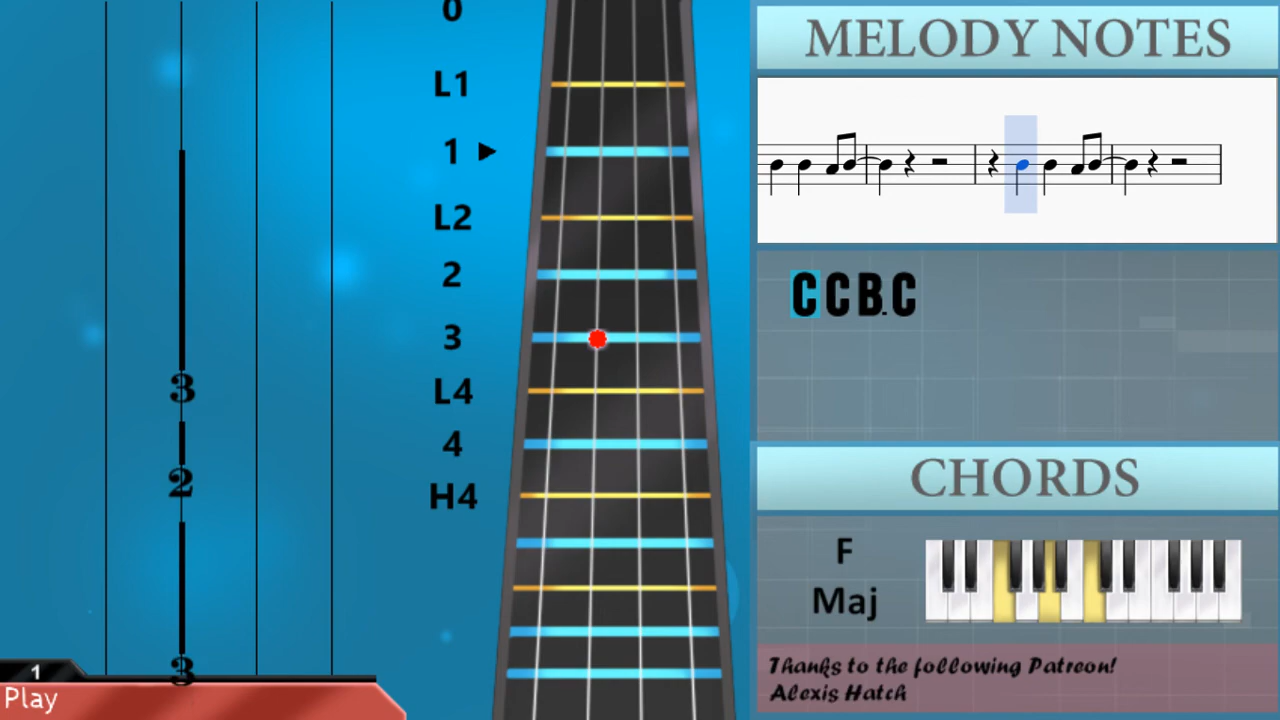 0
L1
1
L2
2
3
L4
4
H4
3
2
3
1
Play
MELODY NOTES
C C B. C
CHORDS
F
Maj
Thanks to the following Patreon!
Alexis Hatch